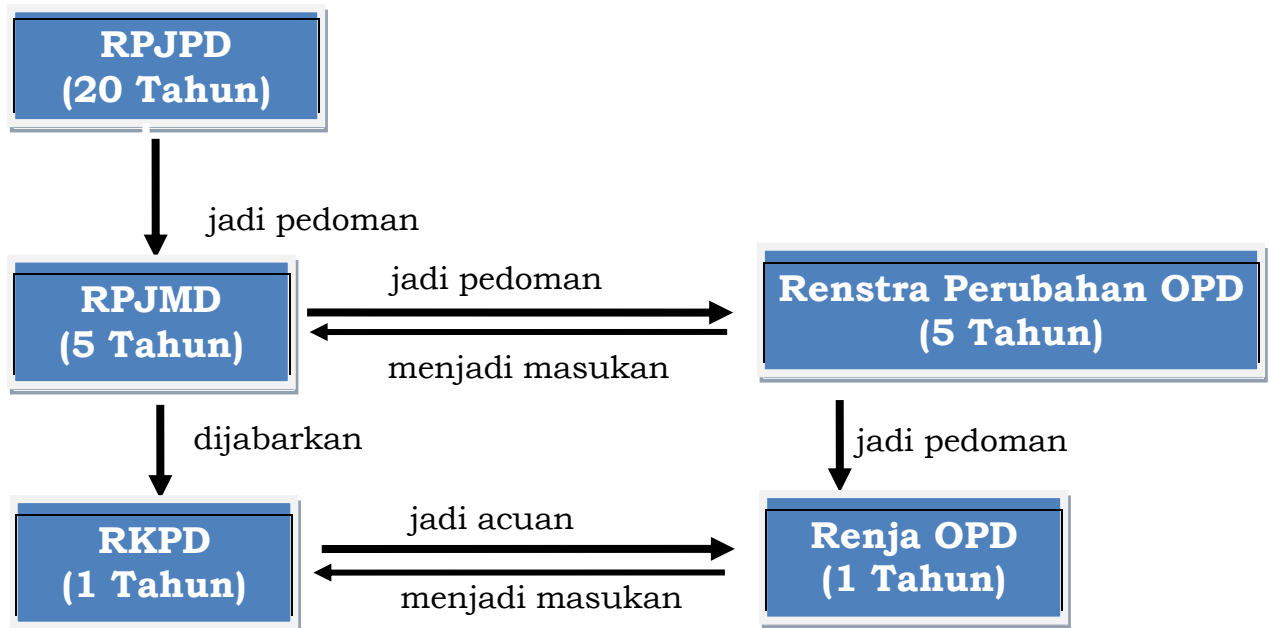 RPJPD
(20 Tahun)
jadi pedoman
RPJMD
(5 Tahun)
jadi pedoman
menjadi masukan
Renstra Perubahan OPD
(5 Tahun)
dijabarkan
jadi pedoman
RKPD
(1 Tahun)
jadi acuan
menjadi masukan
Renja OPD
(1 Tahun)